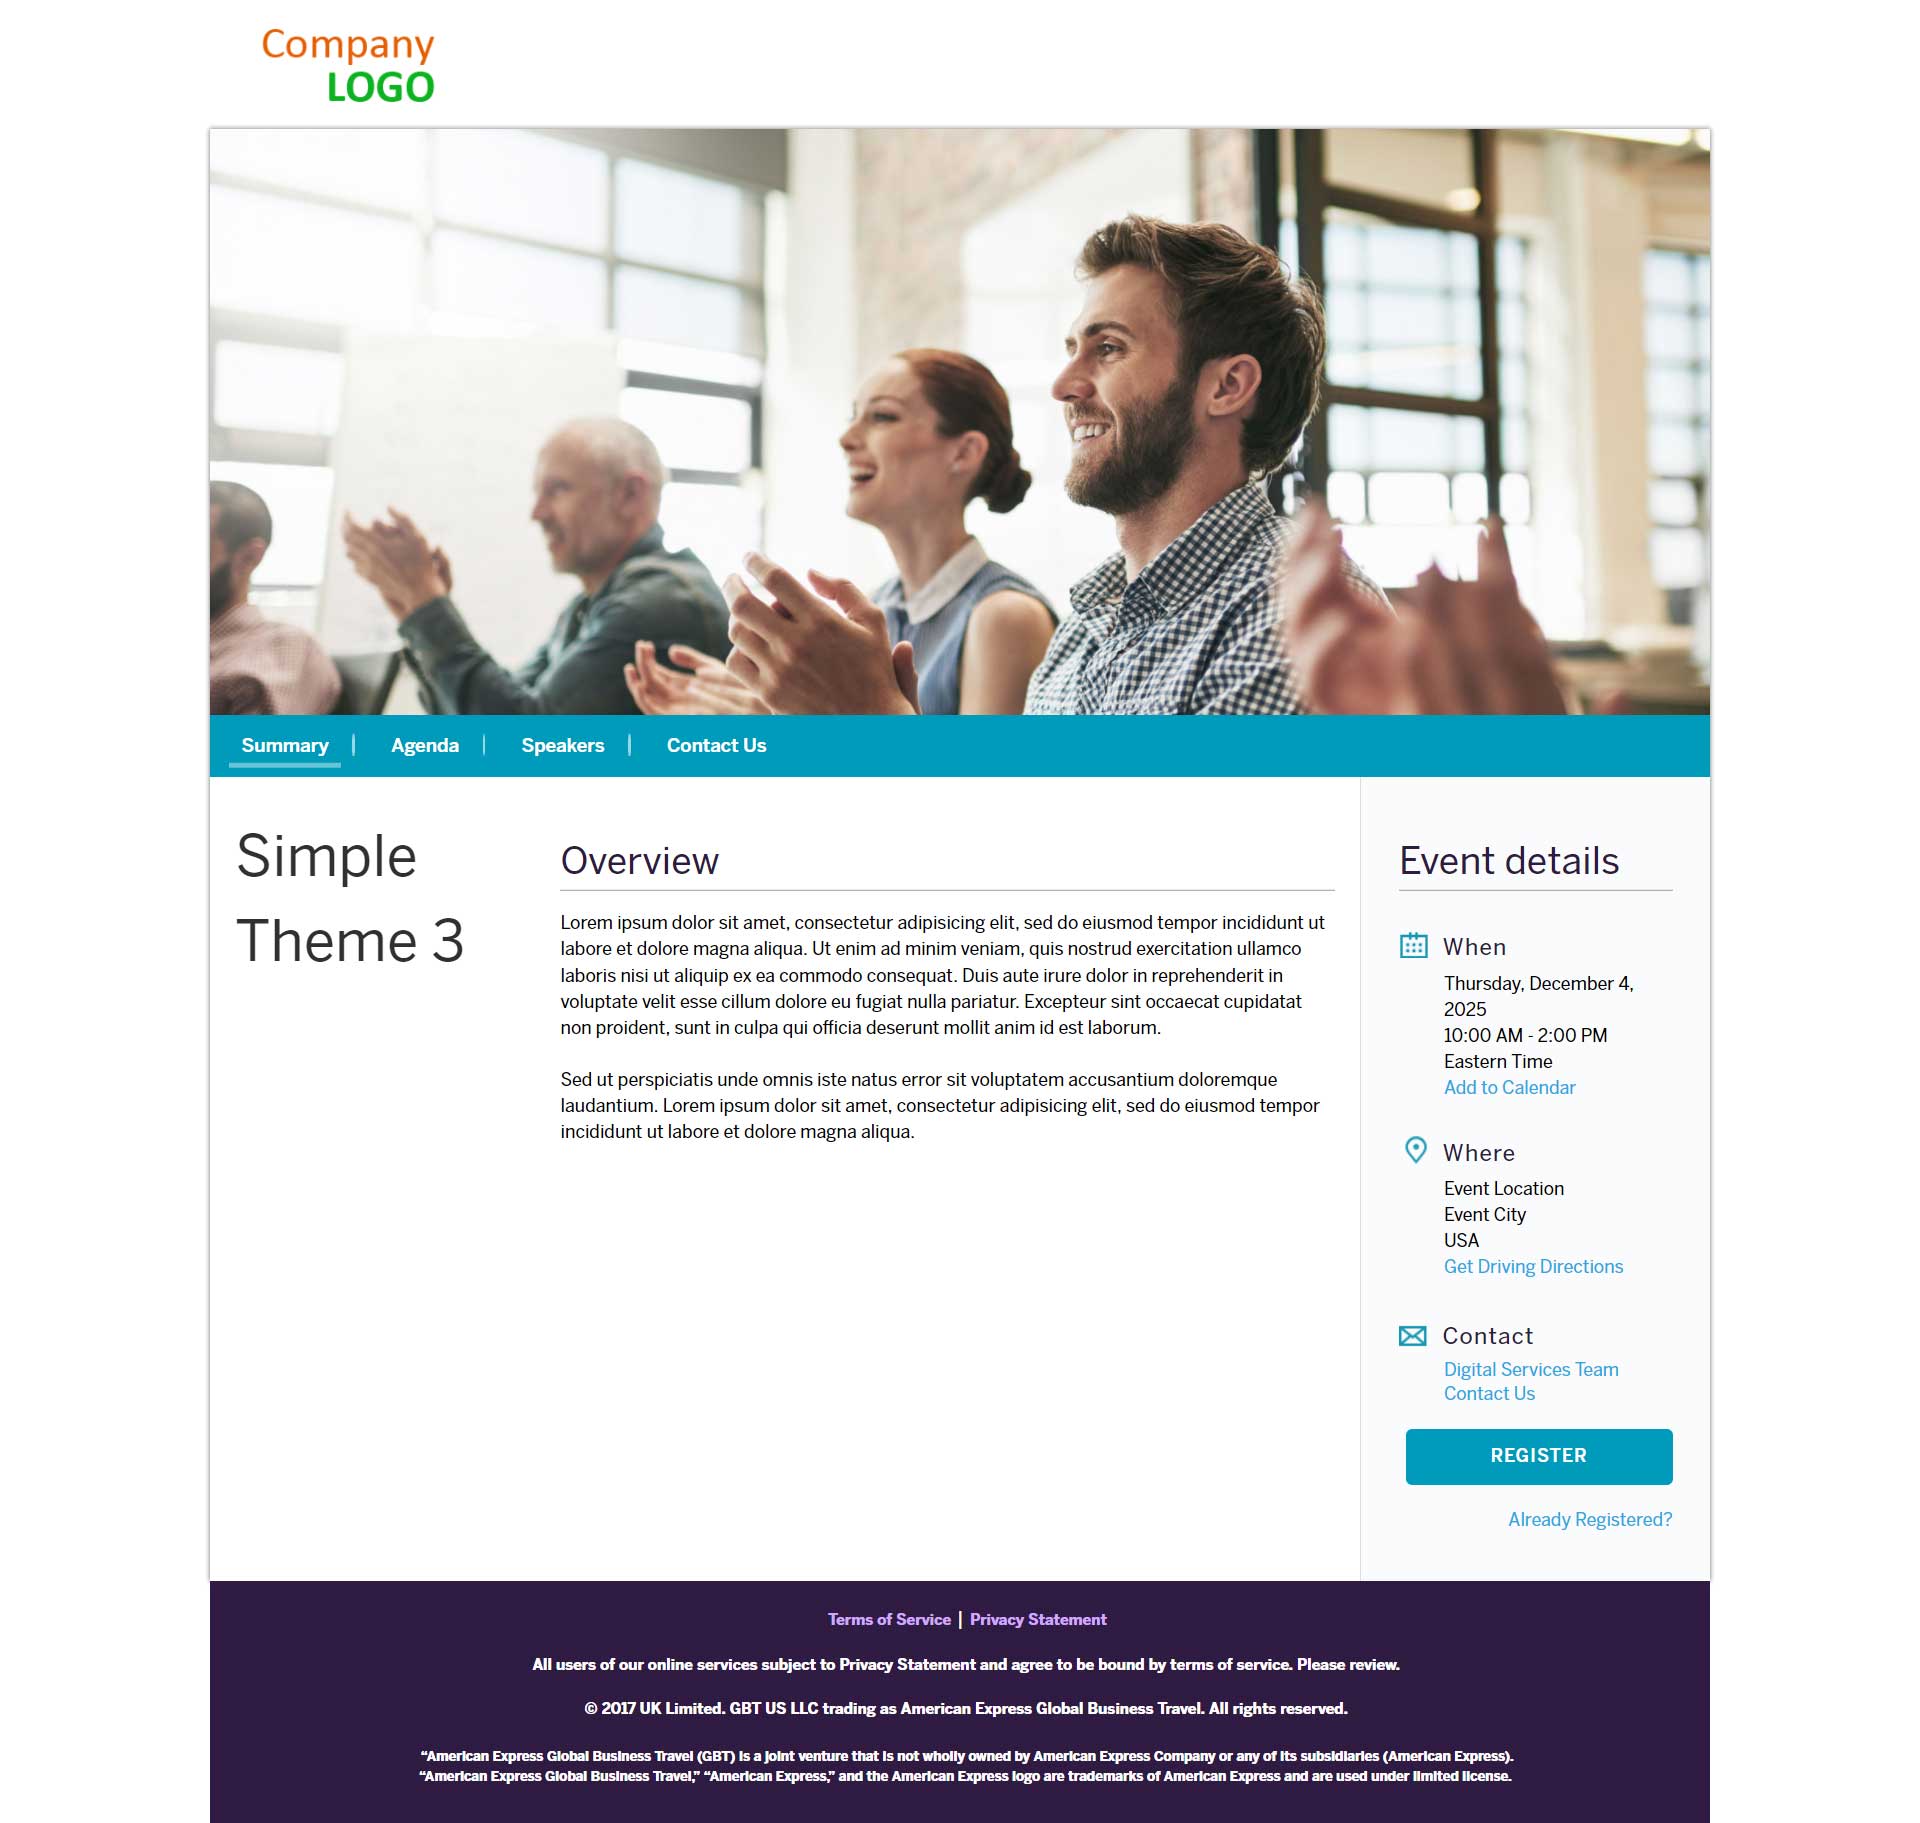 Company
LOGO
Summary
Agenda
Speakers
Contact Us
Simple
Theme 3
Overview
Lorem ipsum dolor sit amet, consectetur adipisicing elit, sed do eiusmod tempor incididunt ut
labore et dolore magna aliqua. Ut enim ad minim veniam, quis nostrud exercitation ullamco
laboris nisi ut aliquip ex ea commodo consequat. Duis aute irure dolor in reprehenderit in
voluptate velit esse cillum dolore eu fugiat nulla pariatur. Excepteur sint occaecat cupidatat
non proident, sunt in culpa qui officia deserunt mollit anim id est laborum.
Sed ut perspiciatis unde omnis iste natus error sit voluptatem accusantium doloremque
laudantium. Lorem ipsum dolor sit amet, consectetur adipisicing elit, sed do eiusmod tempor
incididunt ut labore et dolore magna aliqua.
Event details
When
Thursday, December 4,
2025
10:00 AM - 2:00 PM
Eastern Time
Add to Calendar
Where
Event Location
Event City
USA
Get Driving Directions
Contact
Digital Services Team
Contact Us
REGISTER
Already Registered?
Terms of Service | Privacy Statement
All users of our online services subject to Privacy Statement and agree to be bound by terms of service. Please review.
© 2017 UK Limited. GBT US LLC trading as American Express Global Business Travel. All rights reserved.
“American Express Global Business Travel (GBT) is a joint venture that is not wholly owned by American Express Company or any of its subsidiaries (American Express).
“American Express Global Business Travel,” “American Express,” and the American Express logo are trademarks of American Express and are used under limited license.